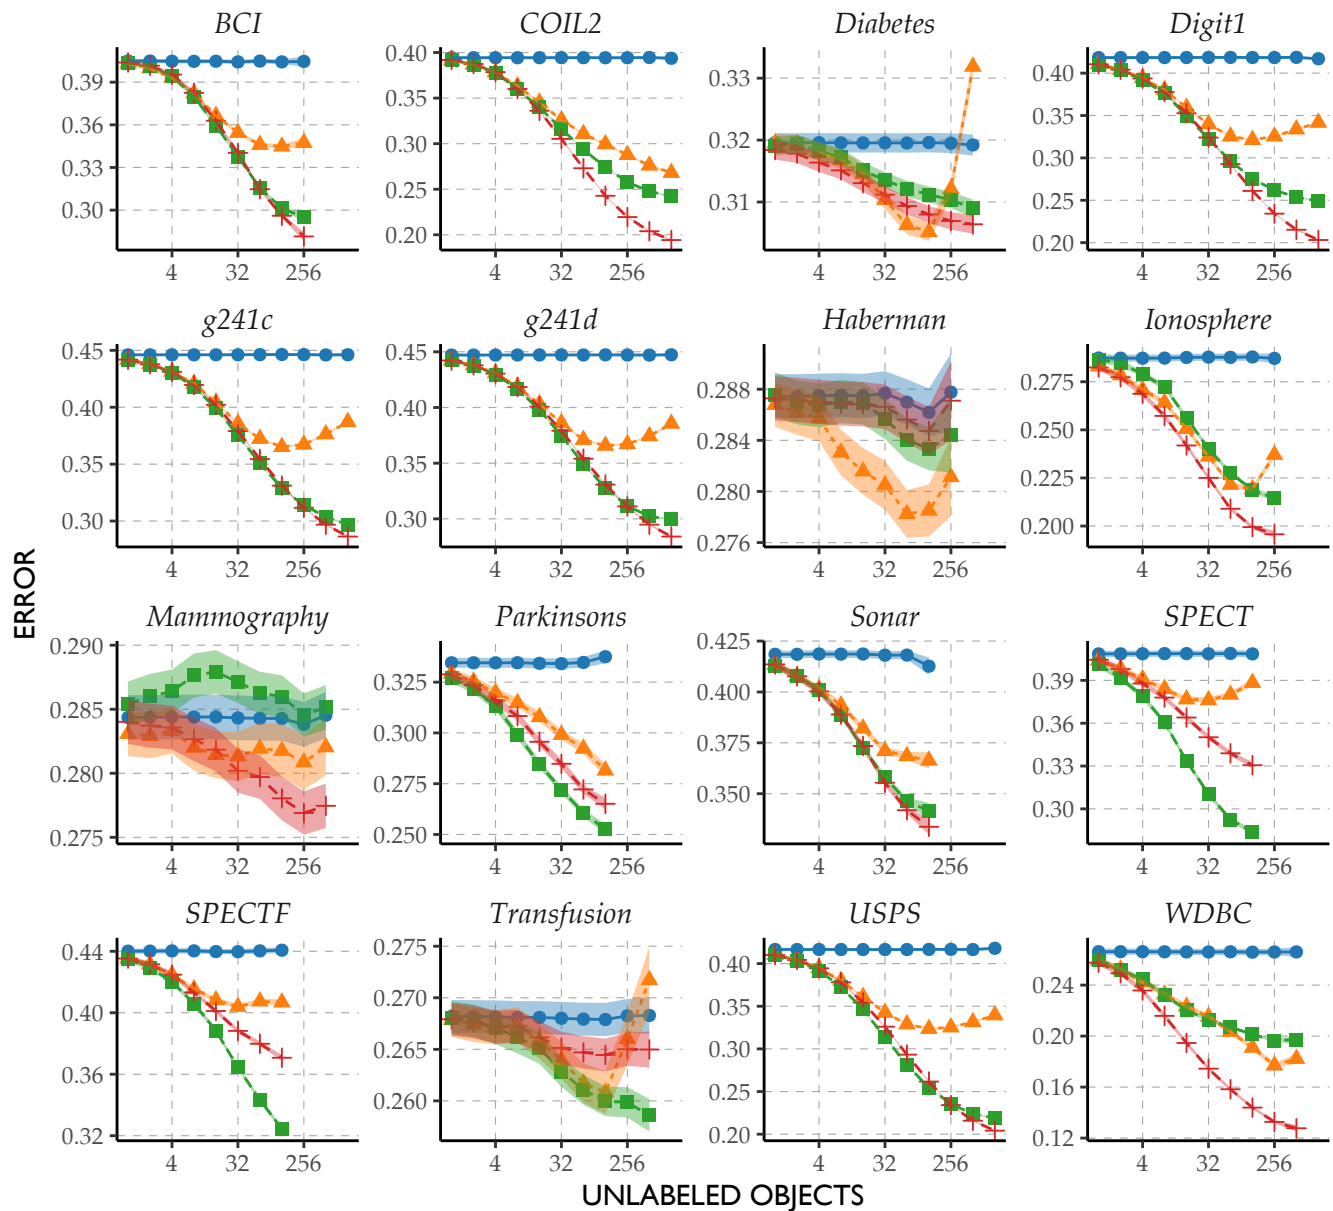 BCI COIL2 Diabetes Digit1
0.39 0.36 0.33 0.30
4 32 256
0.40 0.35 0.30 0.25 0.20
4 32 256
0.33 0.32 0.31
4 32 256
0.40 0.35 0.30 0.25 0.20
4 32 256
g241c g241d Haberman Ionosphere
0.45 0.40 0.35 0.30
4 32 256
0.45 0.40 0.35 0.30
4 32 256
0.288 0.284 0.280 0.276
4 32 256
0.275 0.250 0.225 0.200
4 32 256
ERROR
Mammography Parkinsons Sonar SPECT
0.290 0.285 0.280 0.275
4 32 256
0.325 0.300 0.275 0.250
4 32 256
0.425 0.400 0.375 0.350
4 32 256
0.39 0.36 0.33 0.30
4 32 256
SPECTF Transfusion USPS WDBC
0.44 0.40 0.36 0.32
4 32 256
0.275 0.270 0.265 0.260
4 32 256
0.40 0.35 0.30 0.25 0.20
4 32 256
0.24 0.20 0.16 0.12
4 32 256
UNLABELED OBJECTS